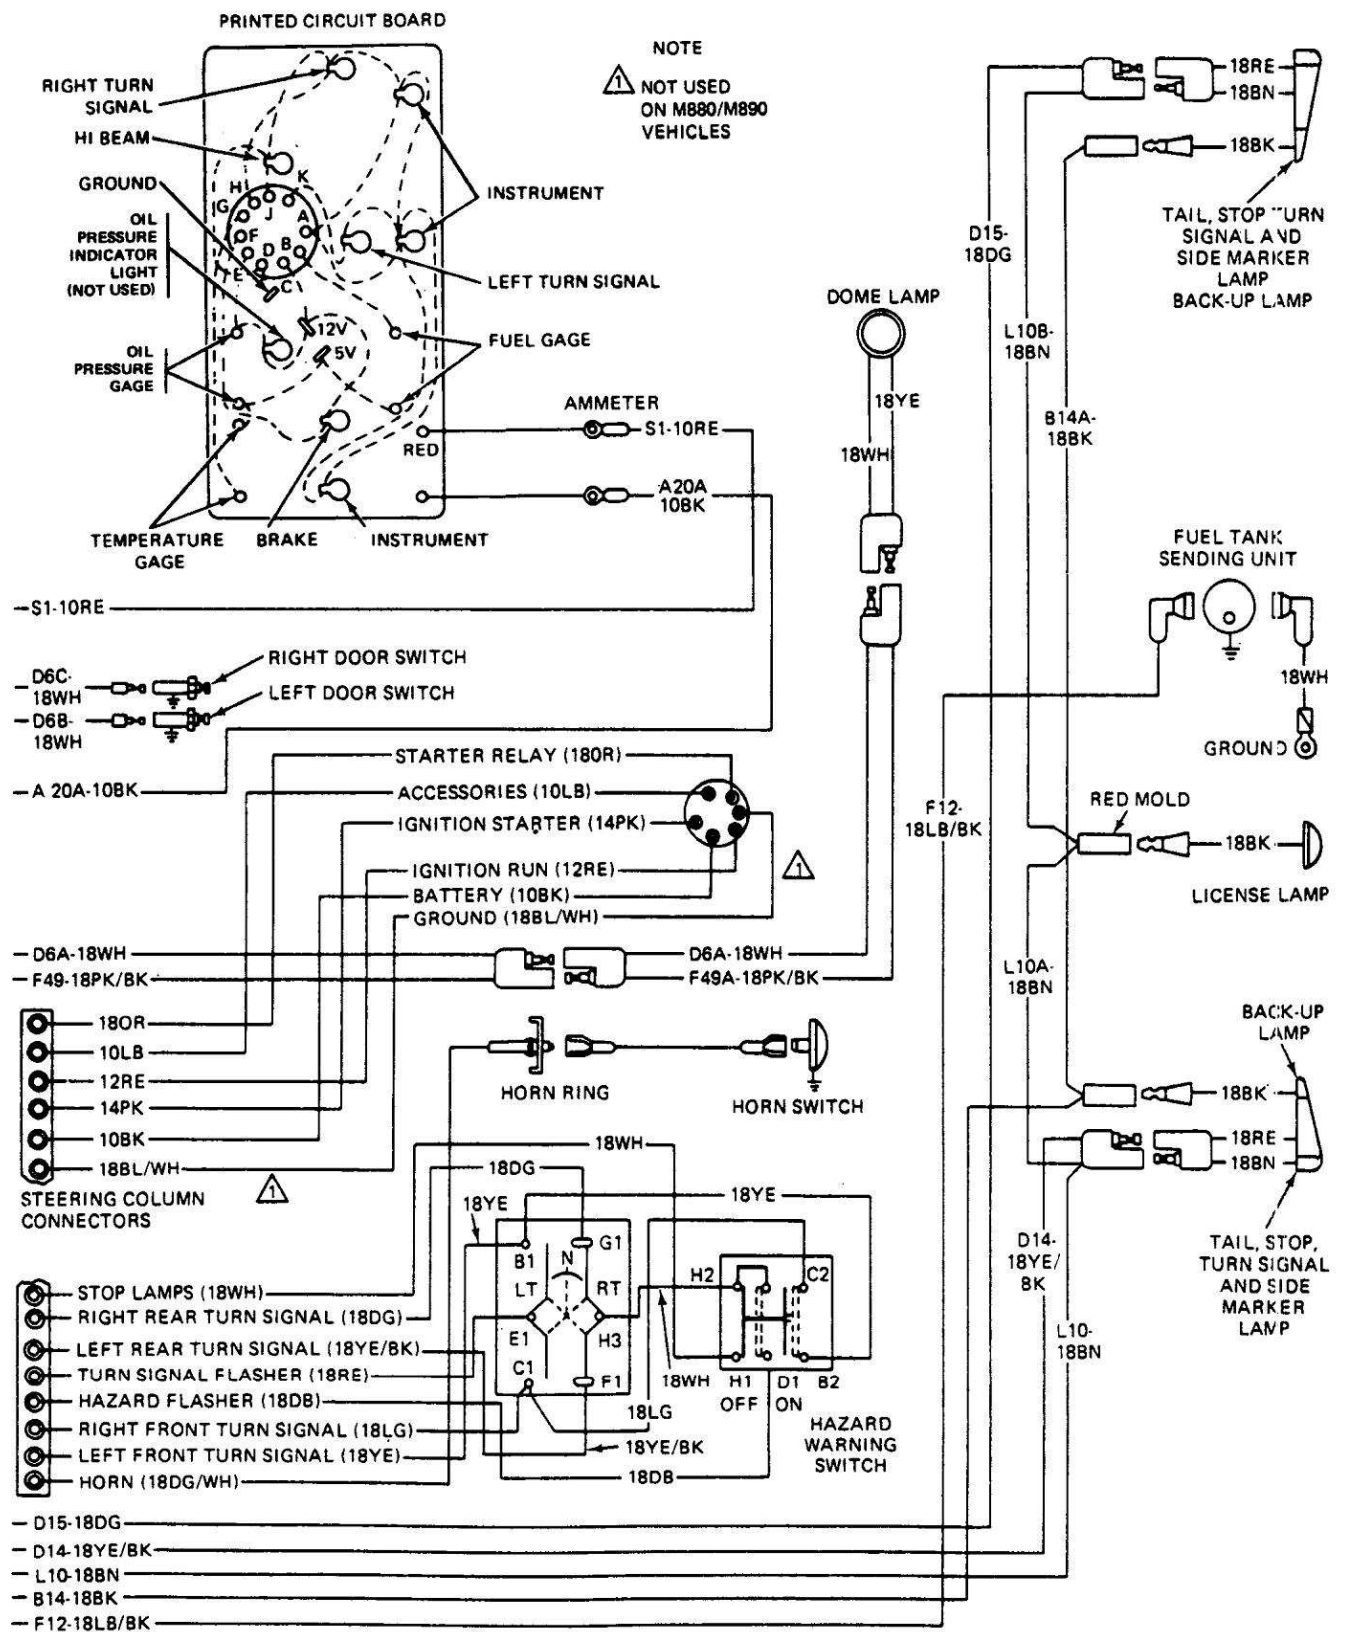 PRINTED CIRCUIT BOARD
NOTE
1 NOT USED
ON M880/M890
VEHICLES
RIGHT TURN
SIGNAL
HI BEAM
GROUND
OIL
PRESSURE
INDICATOR
LIGHT
(NOT USED)
OIL
PRESSURE
GAGE
H
K
G
J
A
F
D
B
E
C
12V
5V
INSTRUMENT
LEFT TURN SIGNAL
FUEL GAGE
RED
TEMPERATURE
GAGE
BRAKE
INSTRUMENT
AMMETER
S1-10RE
A20A
10BK
DOME LAMP
18YE
18WH
18RE
18BN
18BK
TAIL, STOP TURN
SIGNAL AND
SIDE MARKER
LAMP
BACK-UP LAMP
D15-
18DG
L10B-
18BN
B14A-
18BK
FUEL TANK
SENDING UNIT
18WH
GROUND
S1-10RE
D6C-
18WH
D6B-
18WH
RIGHT DOOR SWITCH
LEFT DOOR SWITCH
A 20A-10BK
STARTER RELAY (180R)
ACCESSORIES (10LB)
IGNITION STARTER (14PK)
IGNITION RUN (12RE)
BATTERY (10BK)
GROUND (18BL/WH)
1
F12-
18LB/BK
RED MOLD
18BK
LICENSE LAMP
D6A-18WH
F49-18PK/BK
D6A-18WH
F49A-18PK/BK
L10A-
18BN
18OR
10LB
12RE
14PK
10BK
18BL/WH
STEERING COLUMN
CONNECTORS
1
HORN RING
HORN SWITCH
BACK-UP
LAMP
18BK
18RE
18BN
TAIL, STOP,
TURN SIGNAL
AND SIDE
MARKER
LAMP
D14-
18YE/
BK
L10-
18BN
18WH
18DG
18YE
18YE
B1
N
G1
LT
RT
E1
H3
C1
F1
H2
C2
H1
D1
B2
OFF
ON
18WH
18LG
18YE/BK
18DB
HAZARD
WARNING
SWITCH
STOP LAMPS (18WH)
RIGHT REAR TURN SIGNAL (18DG)
LEFT REAR TURN SIGNAL (18YE/BK)
TURN SIGNAL FLASHER (18RE)
HAZARD FLASHER (18DB)
RIGHT FRONT TURN SIGNAL (18LG)
LEFT FRONT TURN SIGNAL (18YE)
HORN (18DG/WH)
D15-18DG
D14-18YE/BK
L10-18BN
B14-18BK
F12-18LB/BK